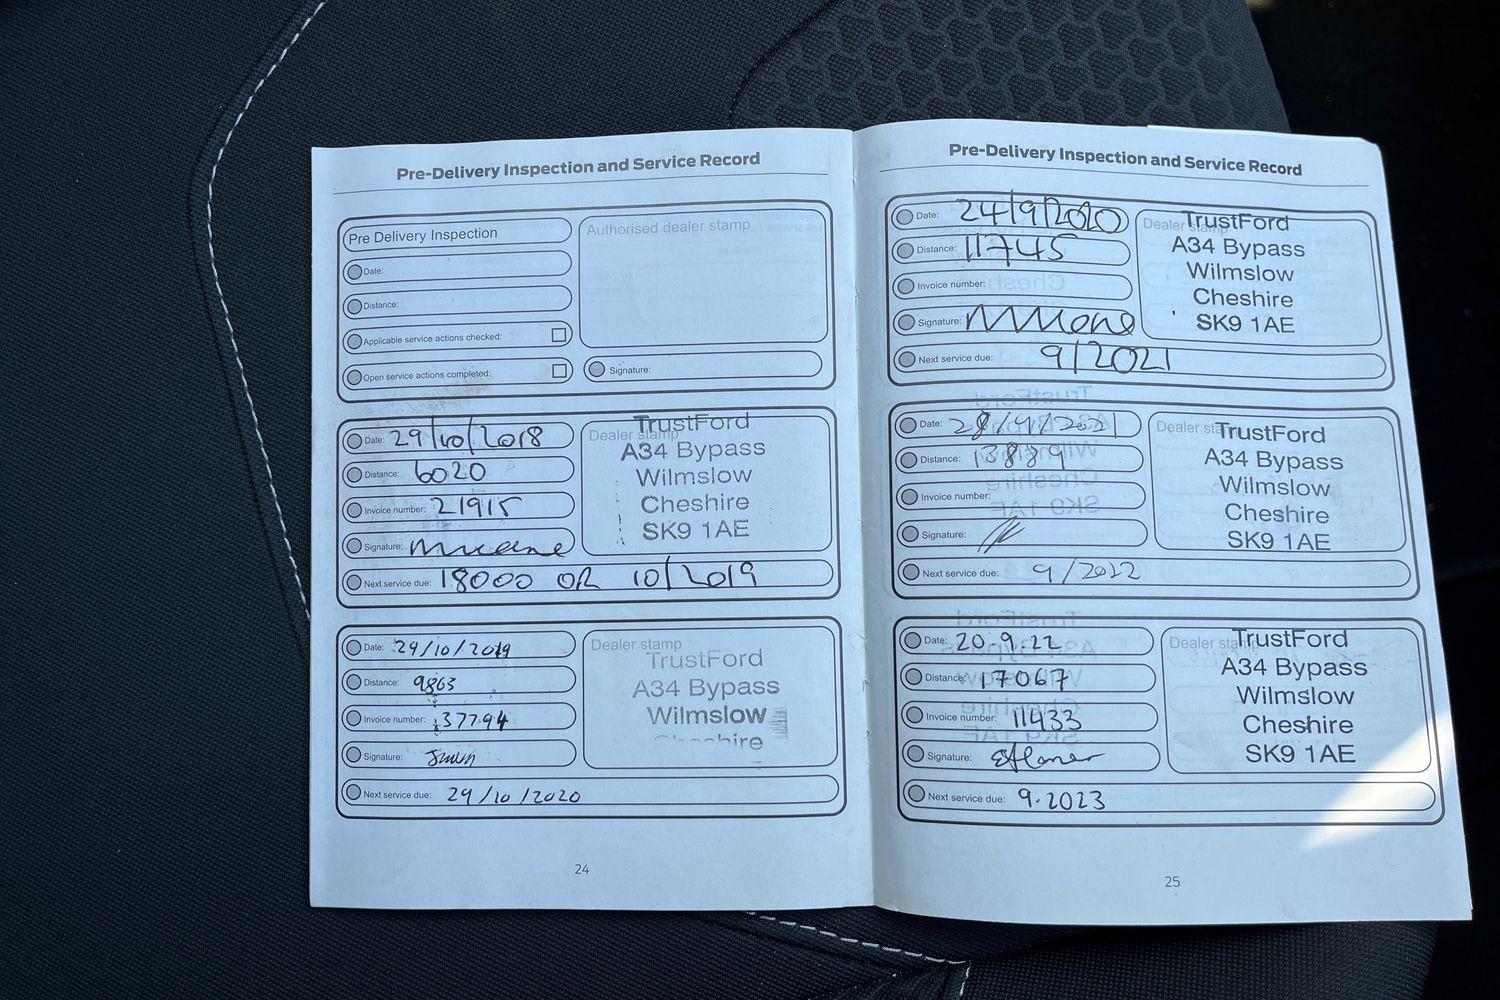 Pre-Delivery Inspection and Service Record
Pre Delivery Inspection
Date:
Distance:
Applicable service actions checked:
Open service actions completed:
Authorised dealer stamp
Signature:
Date: 29/10/2018
Distance: 6020
Invoice number: 21915
Signature:
Next service due: 18000 OR 10/2019
Dealer stamp
TrustFord
A34 Bypass
Wilmslow
Cheshire
SK9 1AE
Date: 29/10/2019
Distance: 9863
Invoice number: 37794
Signature:
Next service due: 29/10/2020
Dealer stamp
TrustFord
A34 Bypass
Wilmslow
Cheshire
24
Pre-Delivery Inspection and Service Record
Date: 24/9/2020
Distance: 11745
Invoice number:
Signature:
Next service due: 9/2021
Dealer stamp
TrustFord
A34 Bypass
Wilmslow
Cheshire
SK9 1AE
Date:
Distance: 13889
Invoice number:
Signature:
Next service due: 9/2022
Dealer stamp
TrustFord
A34 Bypass
Wilmslow
Cheshire
SK9 1AE
Date: 20.9.22
Distance: 17067
Invoice number: 11433
Signature:
Next service due: 9.2023
Dealer stamp
TrustFord
A34 Bypass
Wilmslow
Cheshire
SK9 1AE
25